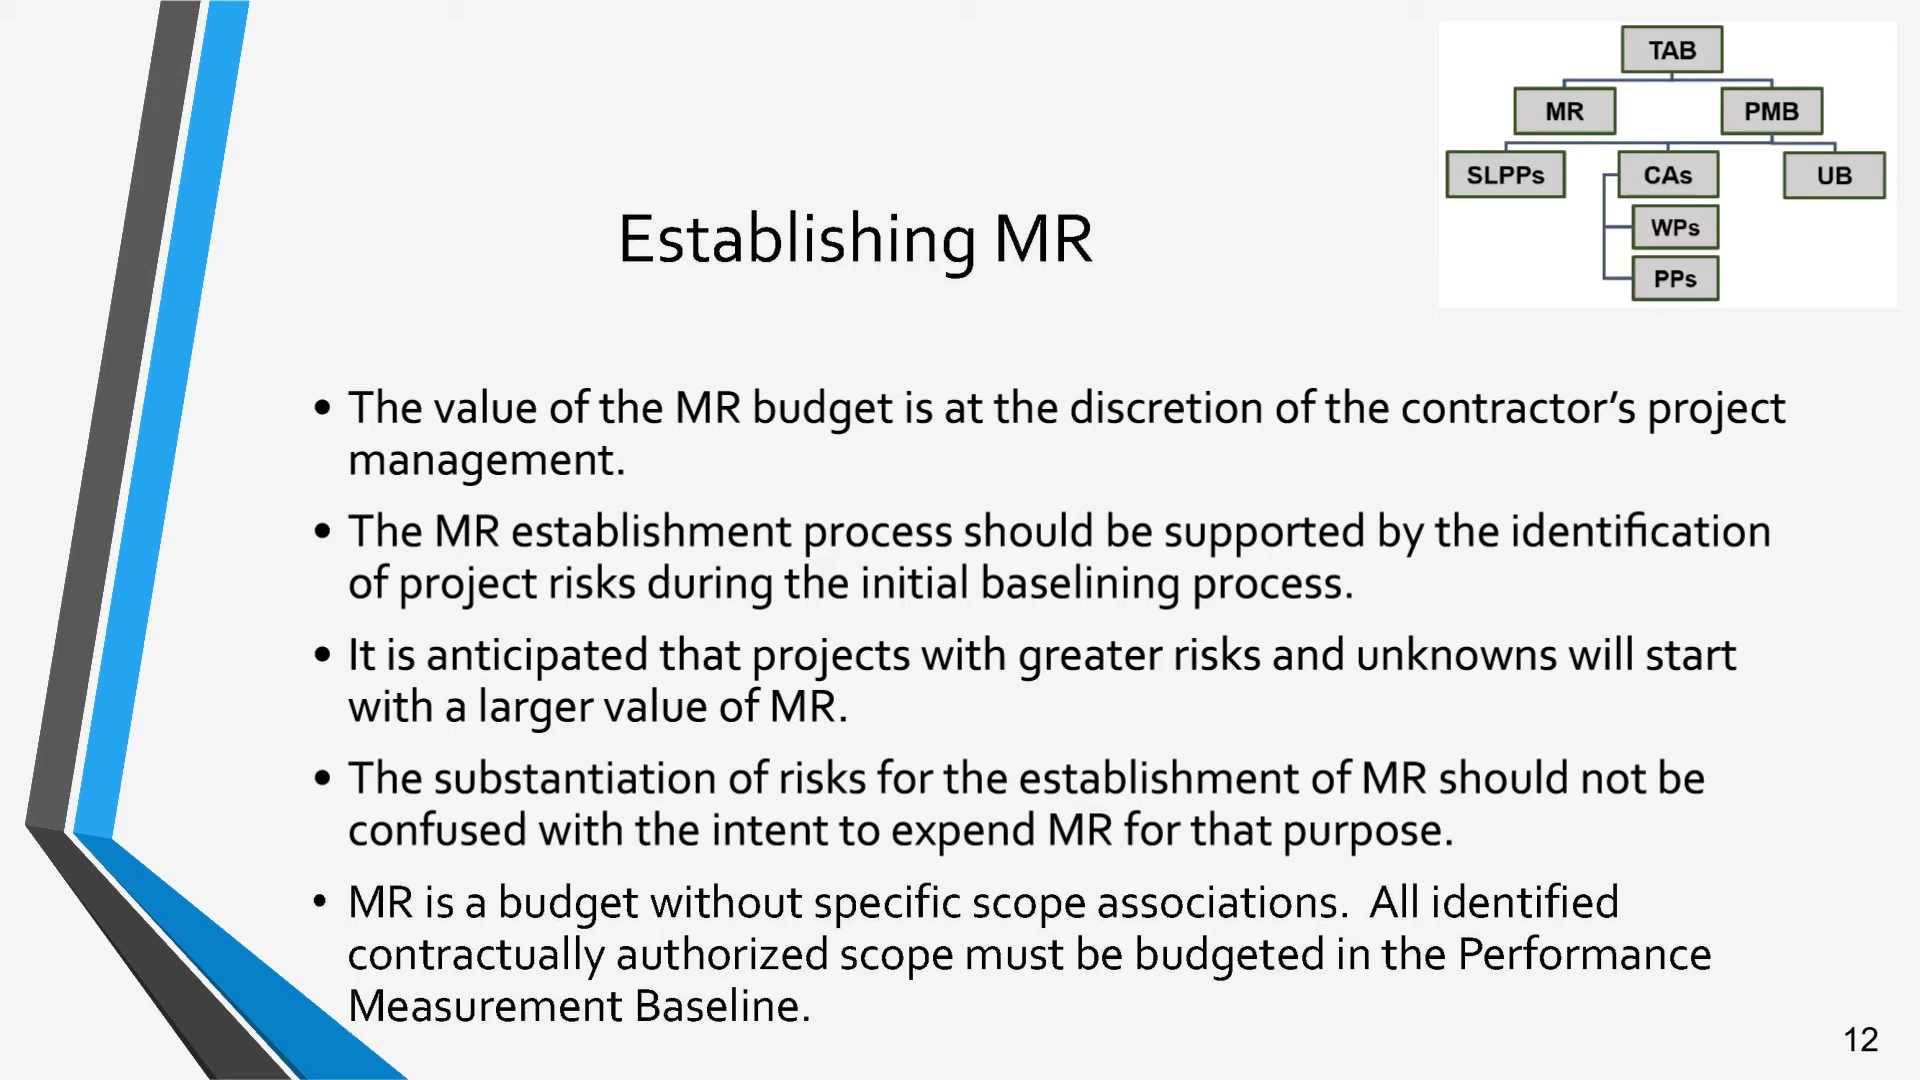 TAB
MR
PMB
SLPPs
CAs
UB
WPs
PPs
Establishing MR
• The value of the MR budget is at the discretion of the contractor’s project
management.
• The MR establishment process should be supported by the identification
of project risks during the initial baselining process.
• It is anticipated that projects with greater risks and unknowns will start
with a larger value of MR.
• The substantiation of risks for the establishment of MR should not be
confused with the intent to expend MR for that purpose.
• MR is a budget without specific scope associations.  All identified
contractually authorized scope must be budgeted in the Performance
Measurement Baseline.
12